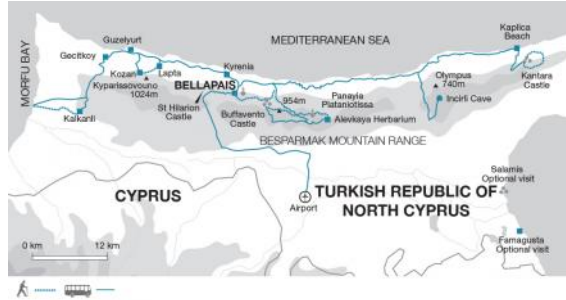 MEDITERRANEAN SEA
Kaplica
Beach
Guzelyurt
Gecitkoy
MORFU BAY
Kozan
Lapta
Kyrenia
Kyparissovouno
1024m
BELLAPAIS
Olympus
740m
Kantara
Castle
St Hilarion
Castle
954m
Panayia
Plataniotissa
Incirli Cave
Kalkanli
Buffavento
Castle
Alevkaya Herbarium
BESPARMAK MOUNTAIN RANGE
Salamis
Optional visit
CYPRUS
Airport
TURKISH REPUBLIC OF
NORTH CYPRUS
Famagusta
Optional visit
0 km
12 km